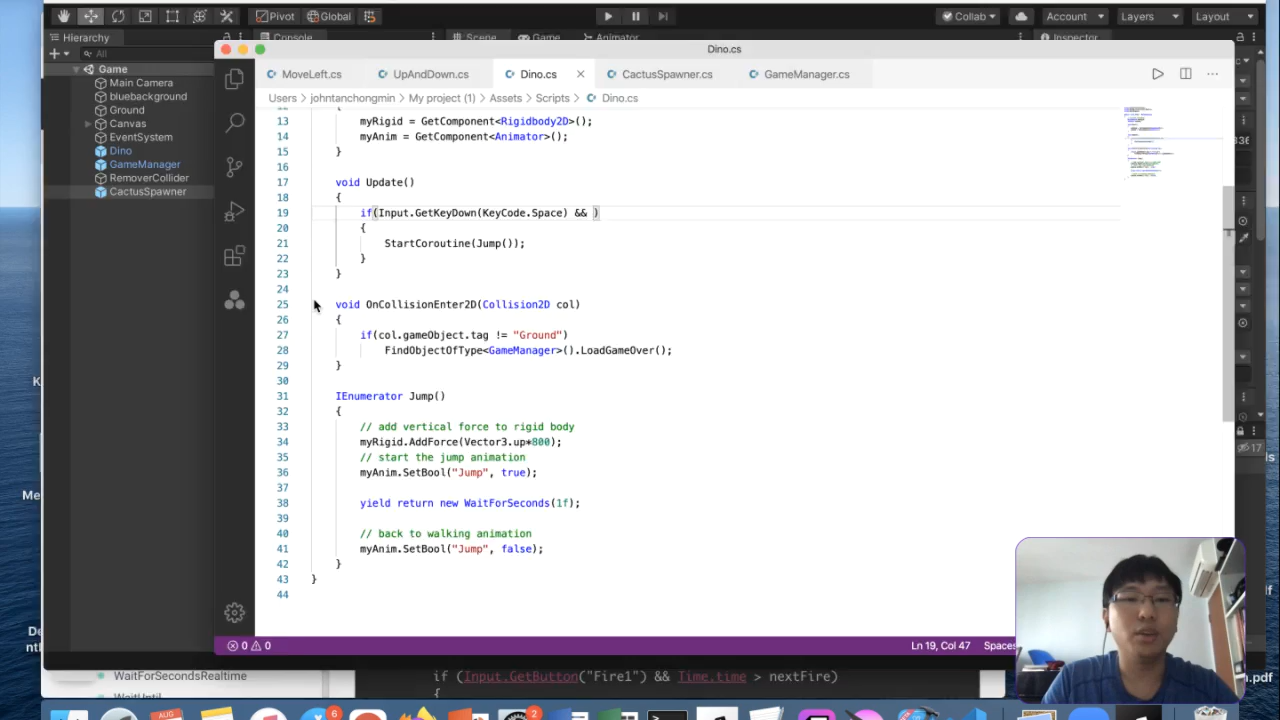 Pivot Global Collab Account Layers Layout
Hierarchy Console Scene Game Animator Inspector
All
Dino.cs
Game
Main Camera
bluebackground
Ground
Canvas
EventSystem
Dino
GameManager
RemoverCollider
CactusSpawner
MoveLeft.cs UpAndDown.cs Dino.cs CactusSpawner.cs GameManager.cs
Users > johntanchongmin > My project (1) > Assets > Scripts > Dino.cs
12 {
13 myRigid = GetComponent<Rigidbody2D>();
14 myAnim = GetComponent<Animator>();
15 }
16
17 void Update()
18 {
19 if(Input.GetKeyDown(KeyCode.Space) && )
20 {
21 StartCoroutine(Jump());
22 }
23 }
24
25 void OnCollisionEnter2D(Collision2D col)
26 {
27 if(col.gameObject.tag != "Ground")
28 FindObjectOfType<GameManager>().LoadGameOver();
29 }
30
31 IEnumerator Jump()
32 {
33 // add vertical force to rigid body
34 myRigid.AddForce(Vector3.up*800);
35 // start the jump animation
36 myAnim.SetBool("Jump", true);
37
38 yield return new WaitForSeconds(1f);
39
40 // back to walking animation
41 myAnim.SetBool("Jump", false);
42 }
43 }
44
0 0 Ln 19, Col 47 Spaces
17
WaitForSecondsRealtime
WaitUntil
if (Input.GetButton("Fire1") && Time.time > nextFire)
{
AUG 6 2